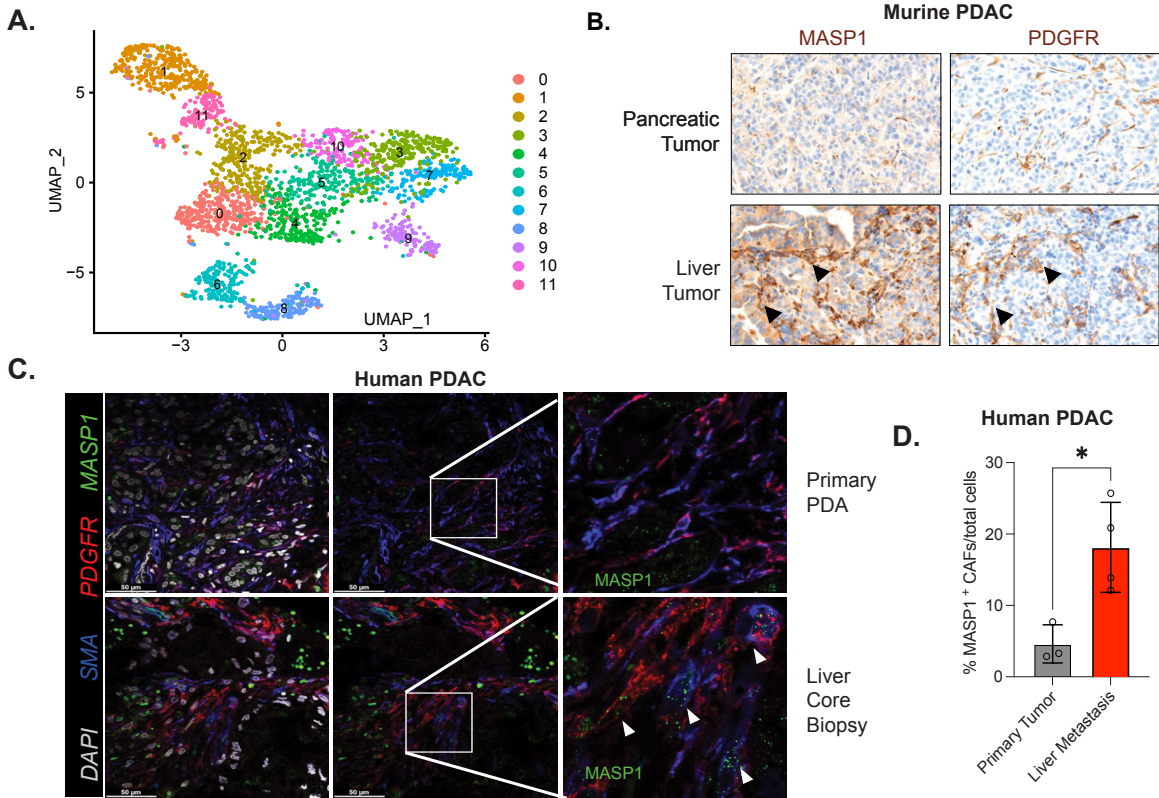 A.
UMAP_2
5
0
−5
−3
0
3
6
UMAP_1
1
11
2
10
3
5
7
0
4
9
6
8
0
1
2
3
4
5
6
7
8
9
10
11
B.
Murine PDAC
MASP1
PDGFR
Pancreatic
Tumor
Liver
Tumor
C.
Human PDAC
MASP1
PDGFR
SMA
DAPI
50 μm
50 μm
MASP1
50 μm
50 μm
MASP1
Primary
PDA
Liver
Core
Biopsy
D.
Human PDAC
*
% MASP1 + CAFs/total cells
30
20
10
0
Primary Tumor
Liver Metastasis